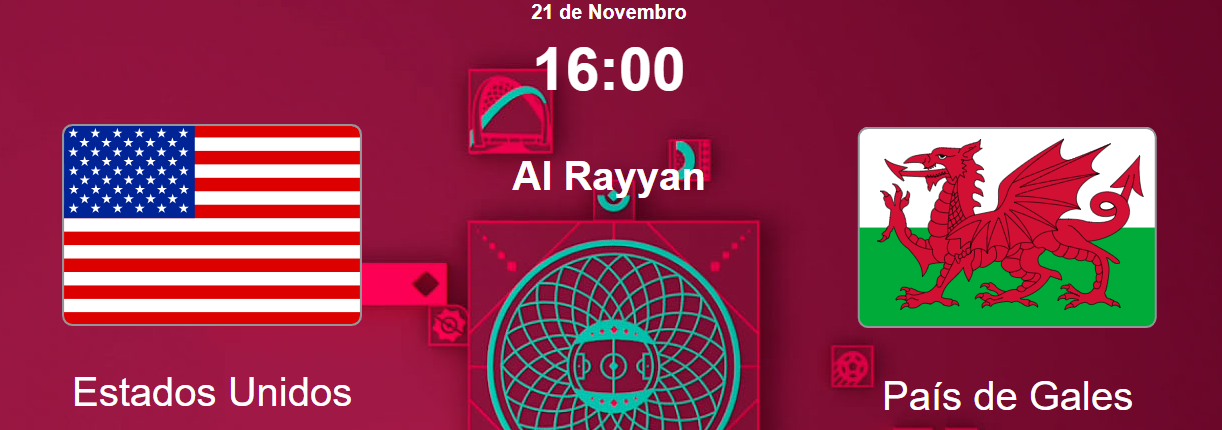 21 de Novembro
16:00
Al Rayyan
Estados Unidos
País de Gales